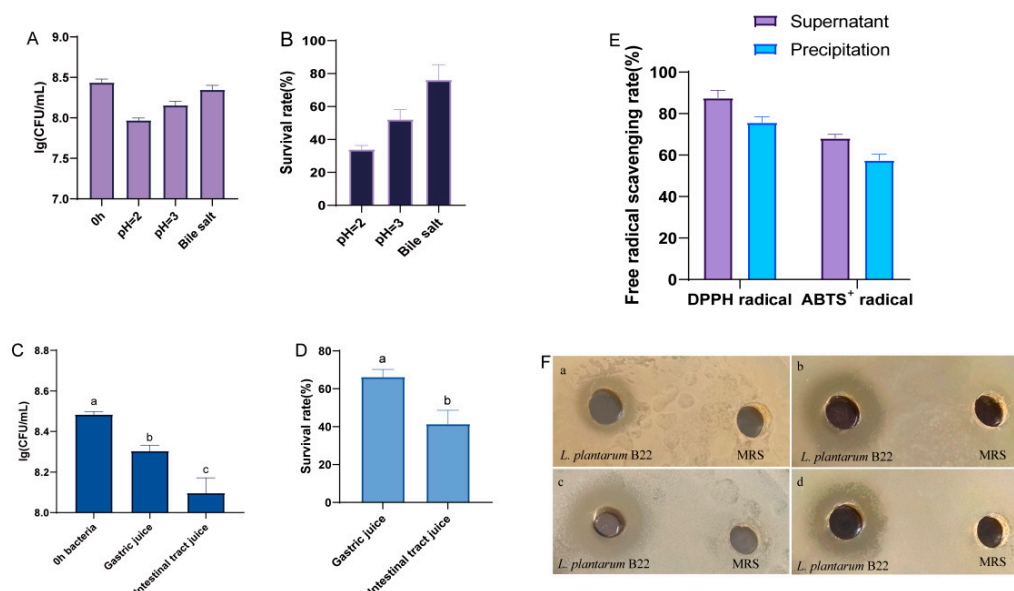 A
lg(CFU/mL)
9.0
8.5
8.0
7.5
7.0
0h
pH=2
pH=3
Bile salt
B
Survival rate(%)
100
80
60
40
20
0
pH=2
pH=3
Bile salt
E
Supernatant
Precipitation
Free radical scavenging rate(%)
100
80
60
40
20
0
DPPH radical
ABTS+ radical
C
lg(CFU/mL)
8.8
8.6
8.4
8.2
8.0
a
b
c
0h bacteria
Gastric juice
Intestinal tract juice
D
Survival rate(%)
80
60
40
20
0
a
b
Gastric juice
Intestinal tract juice
F
a
L. plantarum B22
MRS
b
L. plantarum B22
MRS
c
L. plantarum B22
MRS
d
L. plantarum B22
MRS